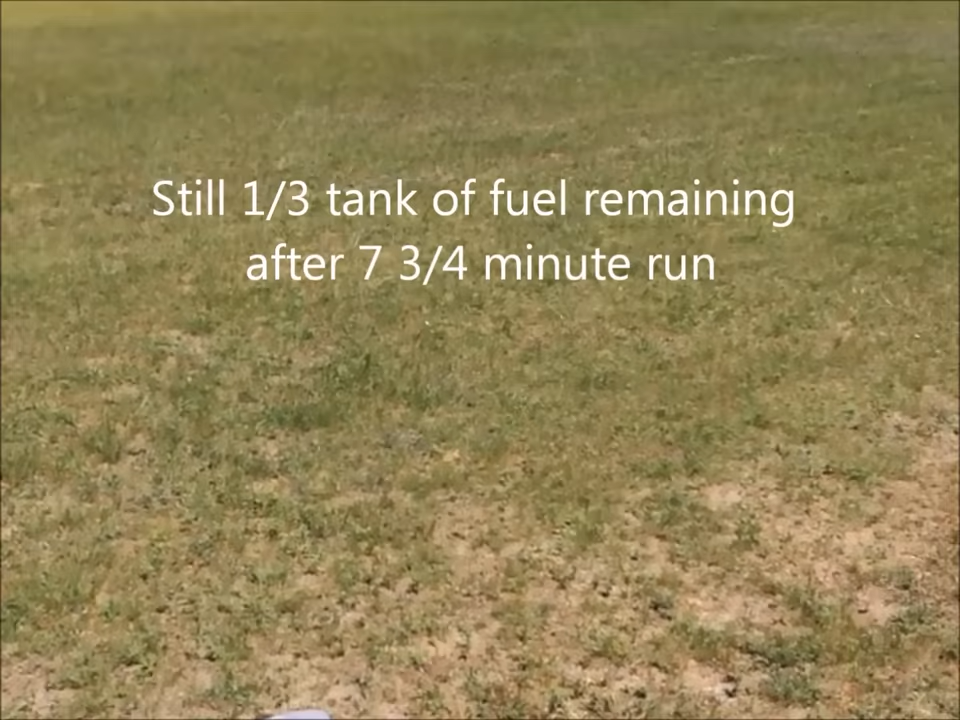 Still 1/3 tank of fuel remaining
after 7 3/4 minute run